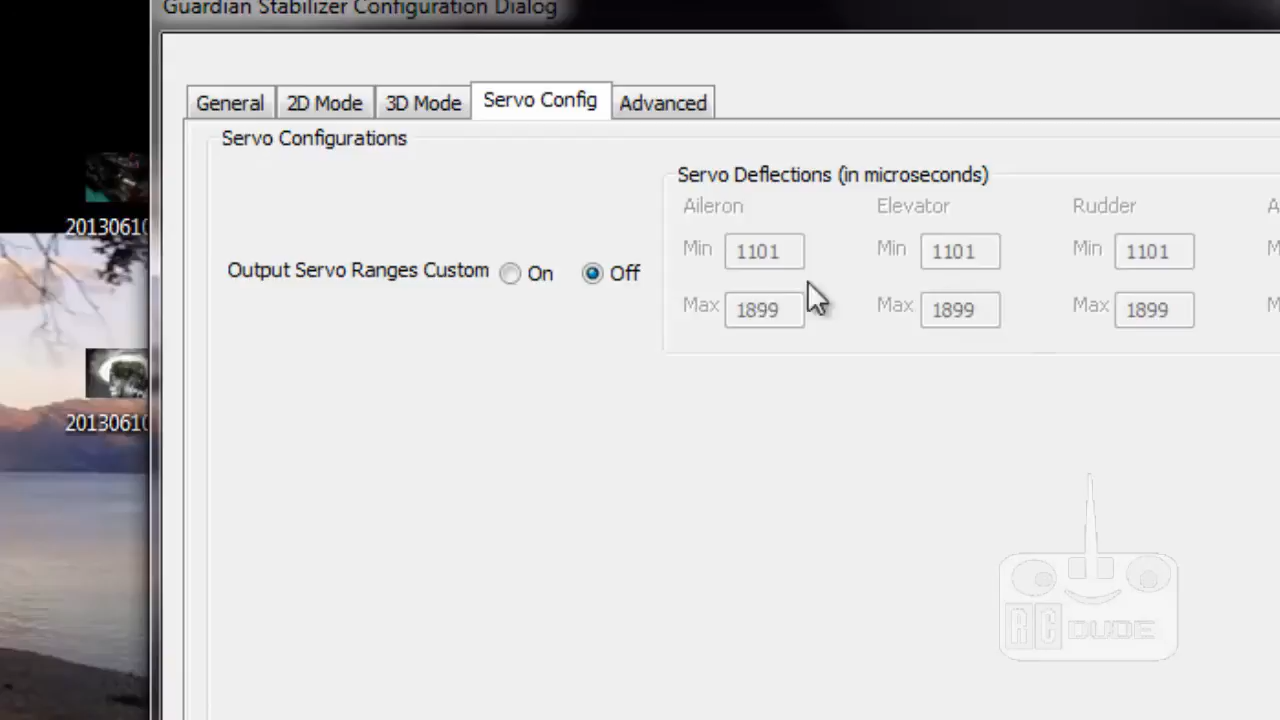 Guardian Stabilizer Configuration Dialog
General 2D Mode 3D Mode Servo Config Advanced
Servo Configurations
Servo Deflections (in microseconds)
Aileron Elevator Rudder A
Min 1101 Min 1101 Min 1101 M
Output Servo Ranges Custom On Off
Max 1899 Max 1899 Max 1899 M
20130610
20130610
RC DUDE